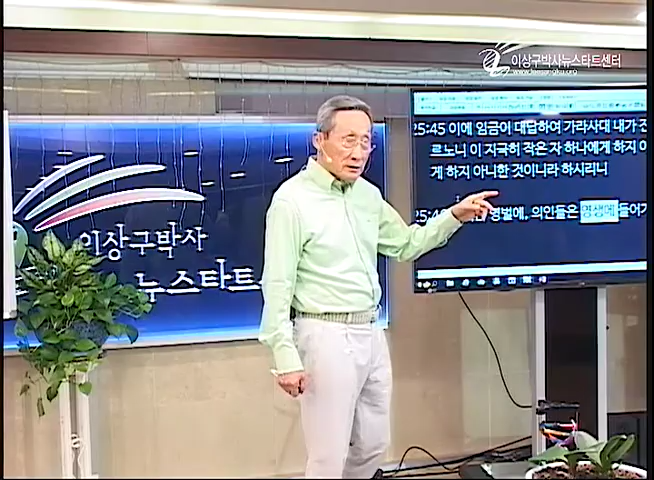 이상구박사뉴스타트센터
www.leesangku.org
이상구박사
뉴스타트
25:45 이에 임금이 대답하여 가라사대 내가 진
르노니 이 지극히 작은 자 하나에게 하지 아
게 하지 아니한 것이니라 하시리니
영벌에, 의인들은 영생에 들어가